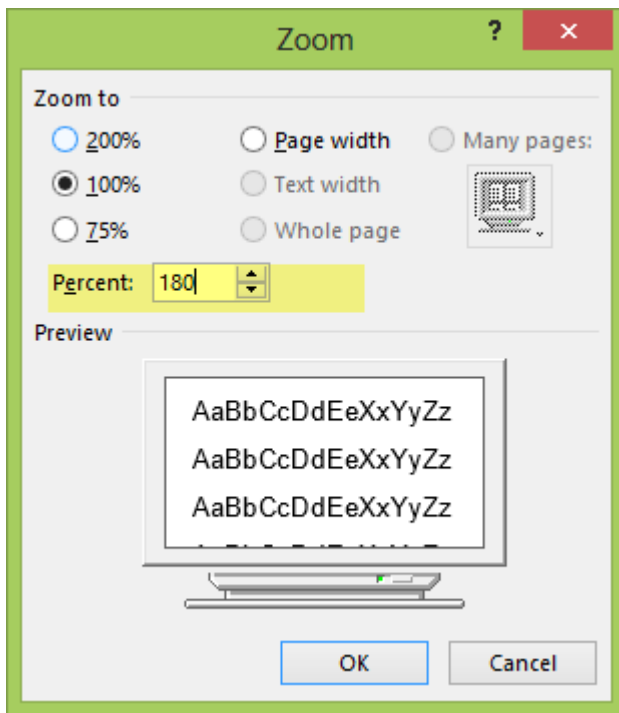 Zoom ? ×
Zoom to
200% Page width Many pages:
100% Text width
75% Whole page
Percent: 180
Preview
AaBbCcDdEeXxYyZz
AaBbCcDdEeXxYyZz
AaBbCcDdEeXxYyZz
OK Cancel